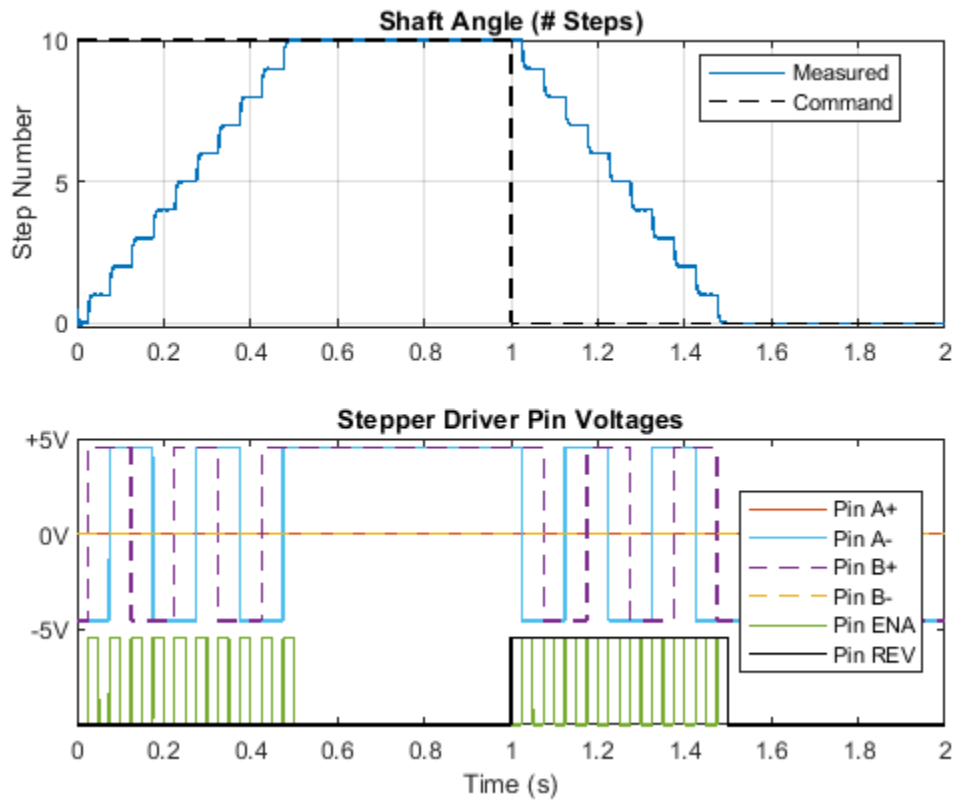 Shaft Angle (# Steps)
10
5
0
Step Number
Measured
Command
0 0.2 0.4 0.6 0.8 1 1.2 1.4 1.6 1.8 2
Stepper Driver Pin Voltages
+5V
0V
-5V
Pin A+
Pin A-
Pin B+
Pin B-
Pin ENA
Pin REV
0 0.2 0.4 0.6 0.8 1 1.2 1.4 1.6 1.8 2
Time (s)